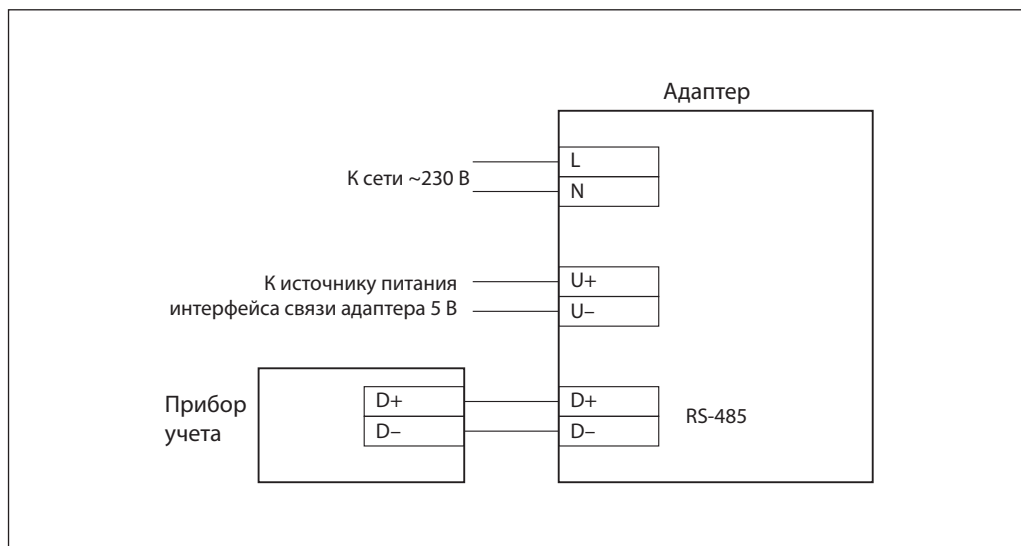 Адаптер
L
К сети ~230 В
N
U+
К источнику питания
интерфейса связи адаптера 5 В
U–
Прибор
учета
D+
D–
D+
D–
RS-485